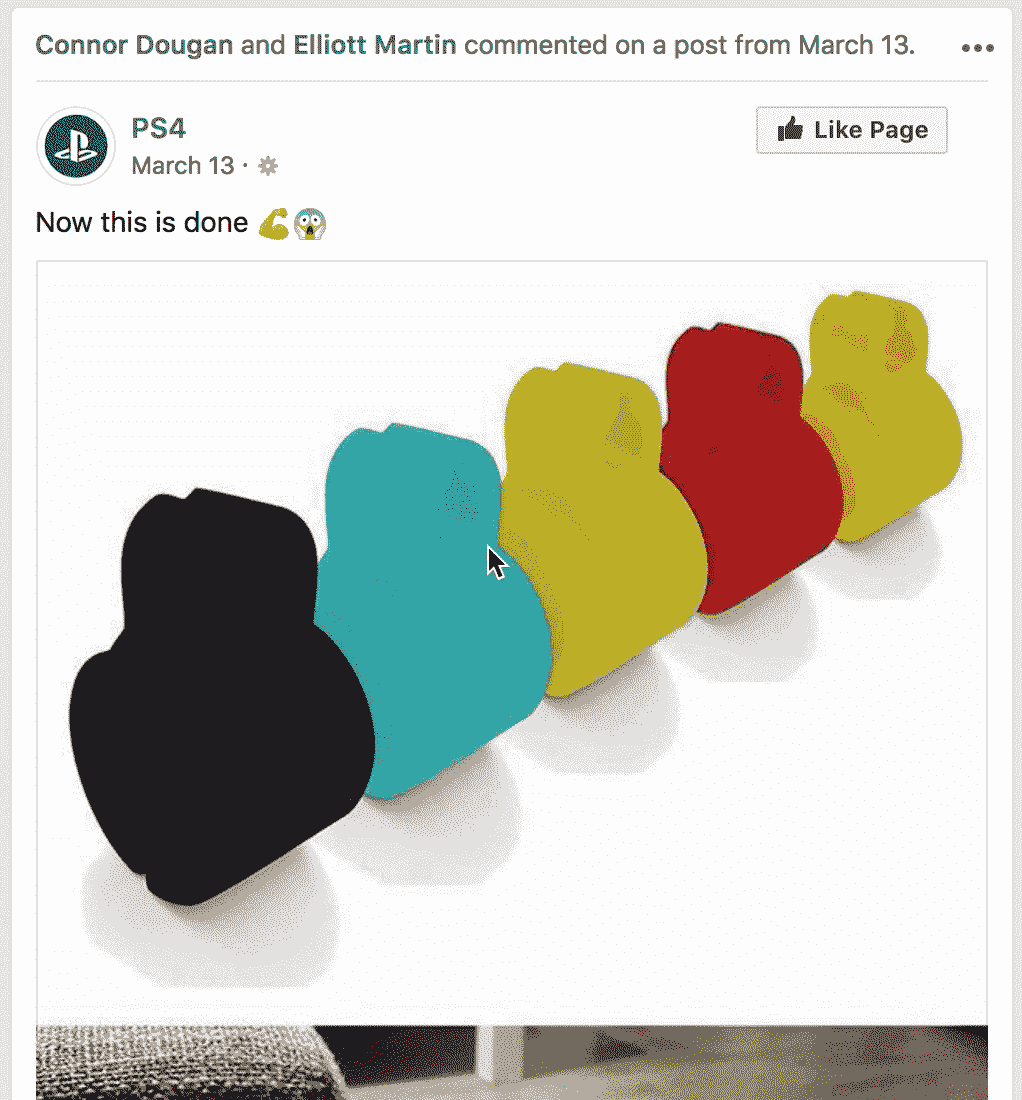 Connor Dougan and Elliott Martin commented on a post from March 13.
PS4
Like Page
March 13 ·
Now this is done 💪😱